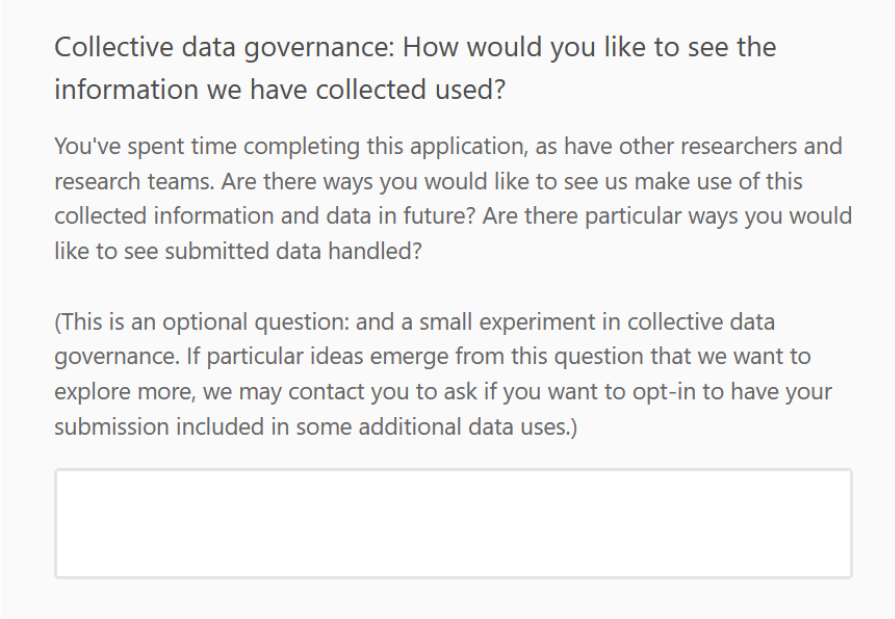 Collective data governance: How would you like to see the
information we have collected used?
You've spent time completing this application, as have other researchers and
research teams. Are there ways you would like to see us make use of this
collected information and data in future? Are there particular ways you would
like to see submitted data handled?
(This is an optional question: and a small experiment in collective data
governance. If particular ideas emerge from this question that we want to
explore more, we may contact you to ask if you want to opt-in to have your
submission included in some additional data uses.)